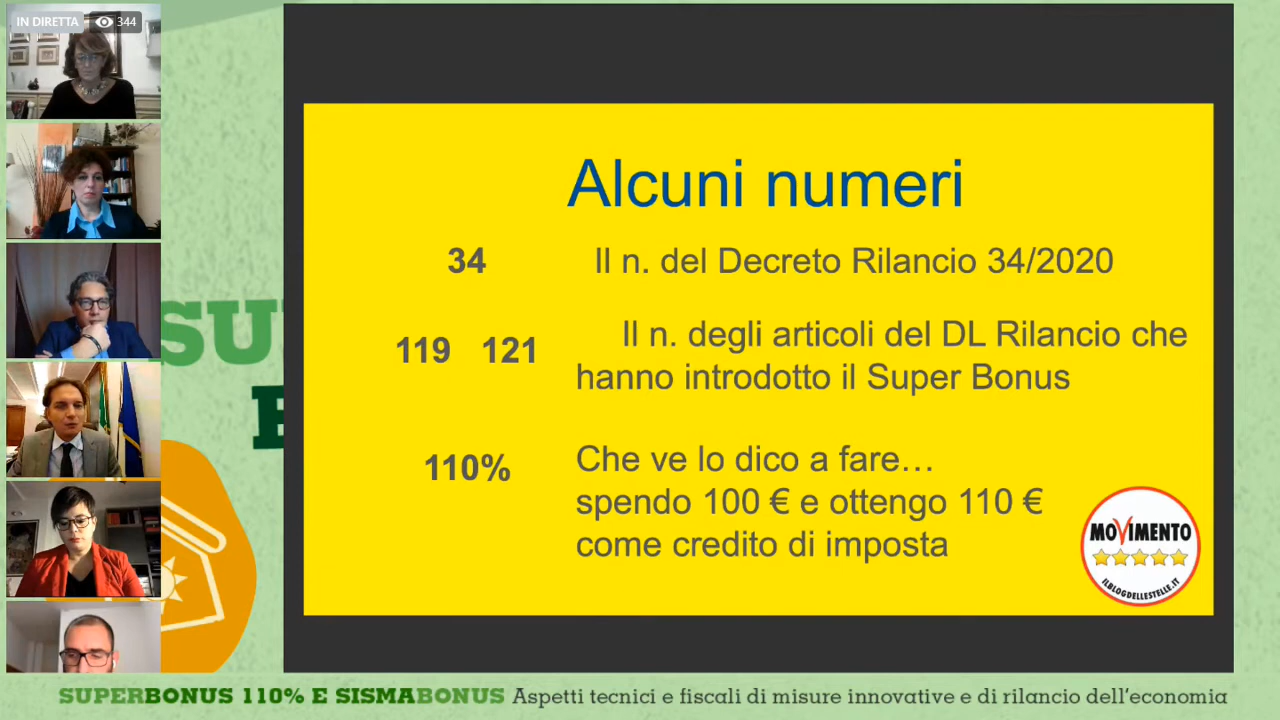 IN DIRETTA 344
Alcuni numeri
34 Il n. del Decreto Rilancio 34/2020
119 121 Il n. degli articoli del DL Rilancio che
hanno introdotto il Super Bonus
110% Che ve lo dico a fare…
spendo 100 € e ottengo 110 €
come credito di imposta
MOVIMENTO
ILBLOGDELLESTELLE.IT
SU
SUPERBONUS 110% E SISMABONUS Aspetti tecnici e fiscali di misure innovative e di rilancio dell'economia